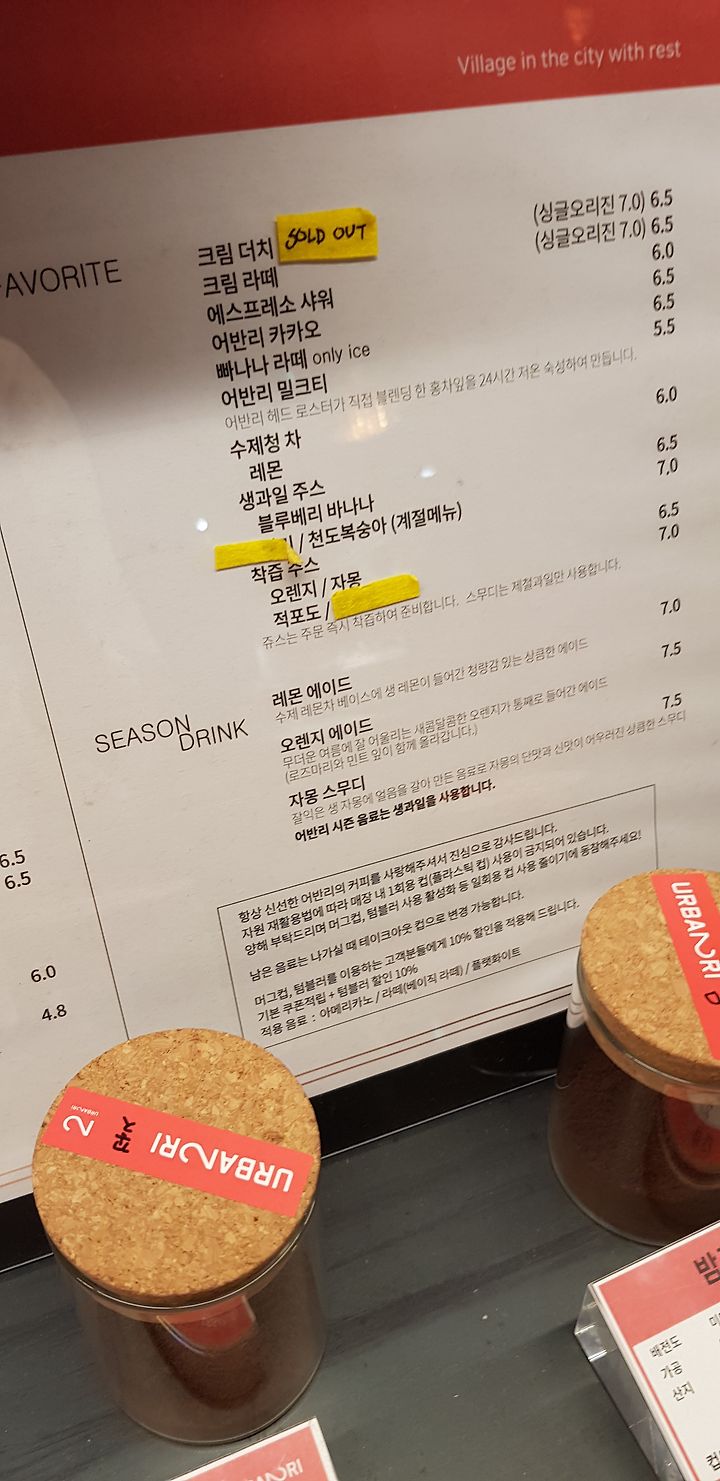 Village in the city with rest
FAVORITE
크림 더치 SOLD OUT (싱글오리진 7.0) 6.5
크림 라떼 (싱글오리진 7.0) 6.5
에스프레소 샤워 6.0
어반리 카카오 6.5
빠나나 라떼 only ice 6.5
어반리 밀크티 5.5
어반리 헤드 로스터가 직접 블렌딩 한 홍차잎을 24시간 저온 숙성하여 만듭니다.
수제청 차 6.0
레몬
생과일 주스
블루베리 바나나 6.5
/ 천도복숭아 (계절메뉴) 7.0
착즙 주스
오렌지 / 자몽 6.5
적포도 / 7.0
쥬스는 주문 즉시 착즙하여 준비합니다. 스무디는 제철과일만 사용합니다.
SEASON
DRINK
레몬 에이드 7.0
수제 레몬차 베이스에 생 레몬이 들어간 청량감 있는 상큼한 에이드
오렌지 에이드 7.5
무더운 여름에 잘 어울리는 새콤달콤한 오렌지가 통째로 들어간 에이드
(로즈마리와 민트 잎이 함께 올라갑니다.)
자몽 스무디 7.5
잘익은 생 자몽에 얼음을 갈아 만든 음료로 자몽의 단맛과 신맛이 어우러진 상큼한 스무디
어반리 시즌 음료는 생과일을 사용합니다.
항상 신선한 어반리의 커피를 사랑해주셔서 진심으로 감사드립니다.
자원 재활용법에 따라 매장 내 1회용 컵(플라스틱 컵) 사용이 금지되어 있습니다.
양해 부탁드리며 머그컵, 텀블러 사용 활성화 등 일회용 컵 사용 줄이기에 동참해주세요!
남은 음료는 나가실 때 테이크아웃 컵으로 변경 가능합니다.
머그컵, 텀블러를 이용하는 고객분들에게 10% 할인을 적용해 드립니다.
기본 쿠폰적립 + 텀블러 할인 10%
적용 음료 : 아메리카노 / 라떼(베이직 라떼) / 플랫화이트
6.5
6.5
6.0
4.8
URBANRI
URBANRI
밤
배전도
가공
산지